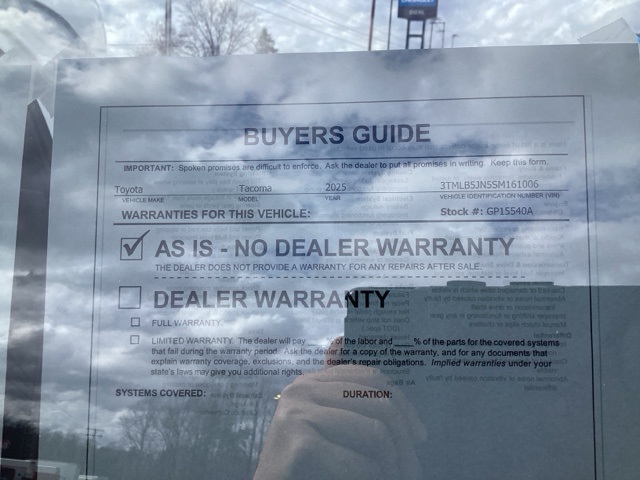 BUYERS GUIDE
IMPORTANT: Spoken promises are difficult to enforce. Ask the dealer to put all promises in writing. Keep this form.
Toyota Tacoma 2025 3TMLB5JN5SM161006
VEHICLE MAKE MODEL YEAR VEHICLE IDENTIFICATION NUMBER (VIN)
WARRANTIES FOR THIS VEHICLE: Stock #: GP15540A
AS IS - NO DEALER WARRANTY
THE DEALER DOES NOT PROVIDE A WARRANTY FOR ANY REPAIRS AFTER SALE.
DEALER WARRANTY
FULL WARRANTY.
LIMITED WARRANTY. The dealer will pay ____% of the labor and ____% of the parts for the covered systems
that fail during the warranty period. Ask the dealer for a copy of the warranty, and for any documents that
explain warranty coverage, exclusions, and the dealer's repair obligations. Implied warranties under your
state's laws may give you additional rights.
SYSTEMS COVERED: DURATION: